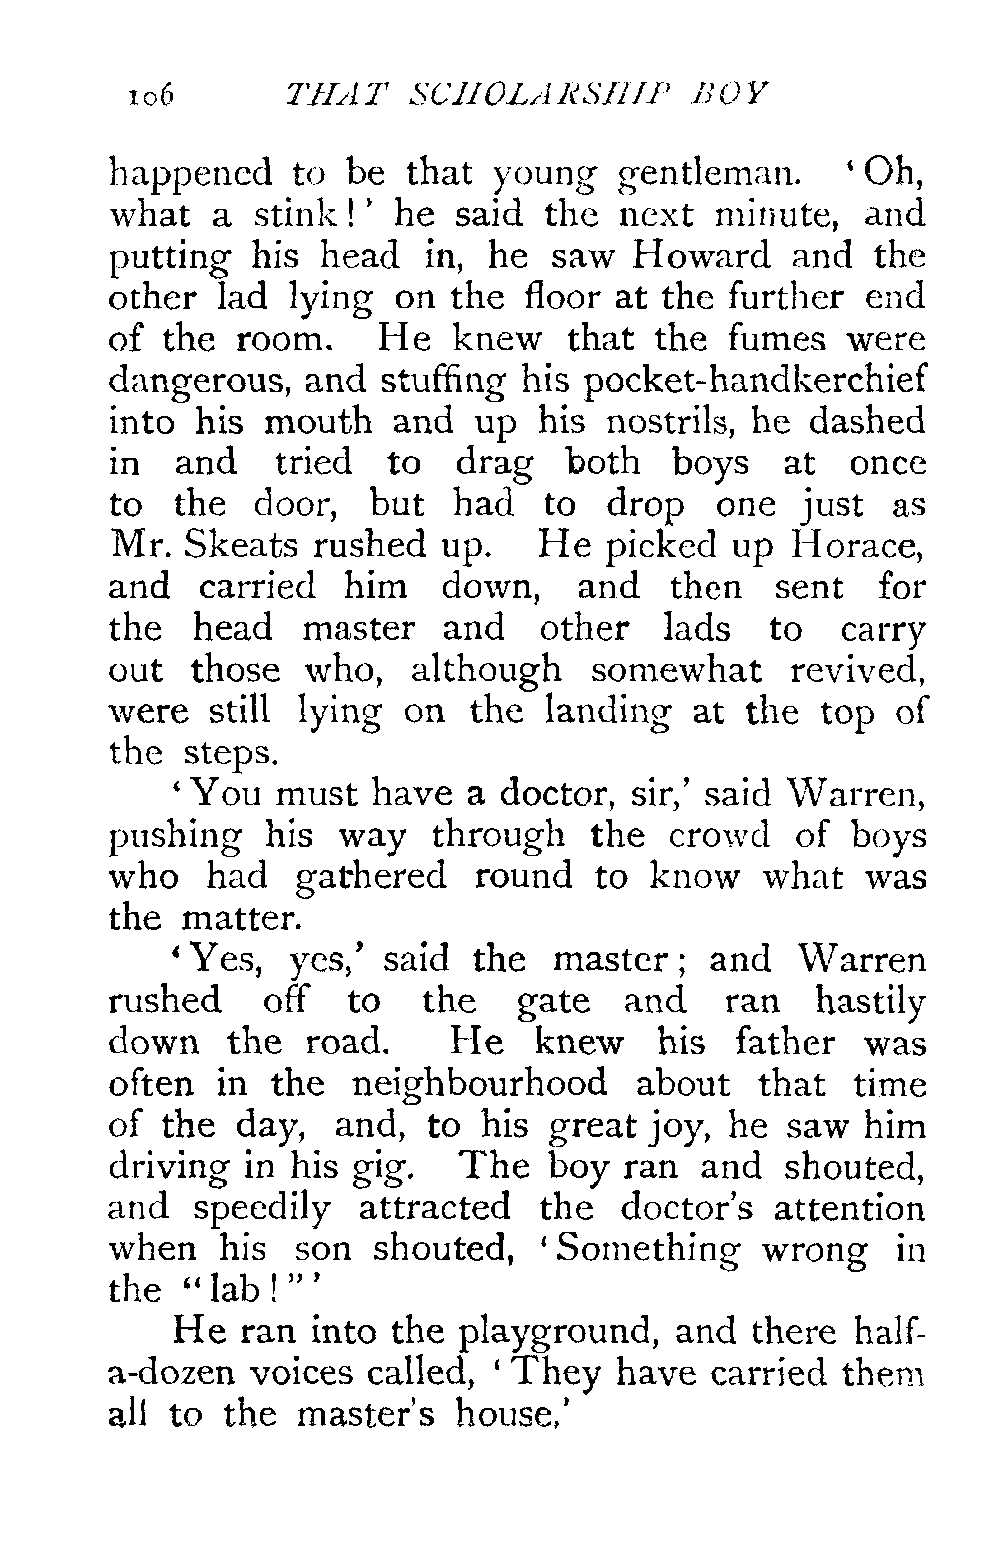 106 THAT SCHOLARSHIP BOY
happened to be that young gentleman. ‘Oh,
what a stink!’ he said the next minute, and
putting his head in, he saw Howard and the
other lad lying on the floor at the further end
of the room. He knew that the fumes were
dangerous, and stuffing his pocket-handkerchief
into his mouth and up his nostrils, he dashed
in and tried to drag both boys at once
to the door, but had to drop one just as
Mr. Skeats rushed up. He picked up Horace,
and carried him down, and then sent for
the head master and other lads to carry
out those who, although somewhat revived,
were still lying on the landing at the top of
the steps.
‘You must have a doctor, sir,’ said Warren,
pushing his way through the crowd of boys
who had gathered round to know what was
the matter.
‘Yes, yes,’ said the master; and Warren
rushed off to the gate and ran hastily
down the road. He knew his father was
often in the neighbourhood about that time
of the day, and, to his great joy, he saw him
driving in his gig. The boy ran and shouted,
and speedily attracted the doctor’s attention
when his son shouted, ‘Something wrong in
the “lab!”’
He ran into the playground, and there half-
a-dozen voices called, ‘They have carried them
all to the master’s house,’